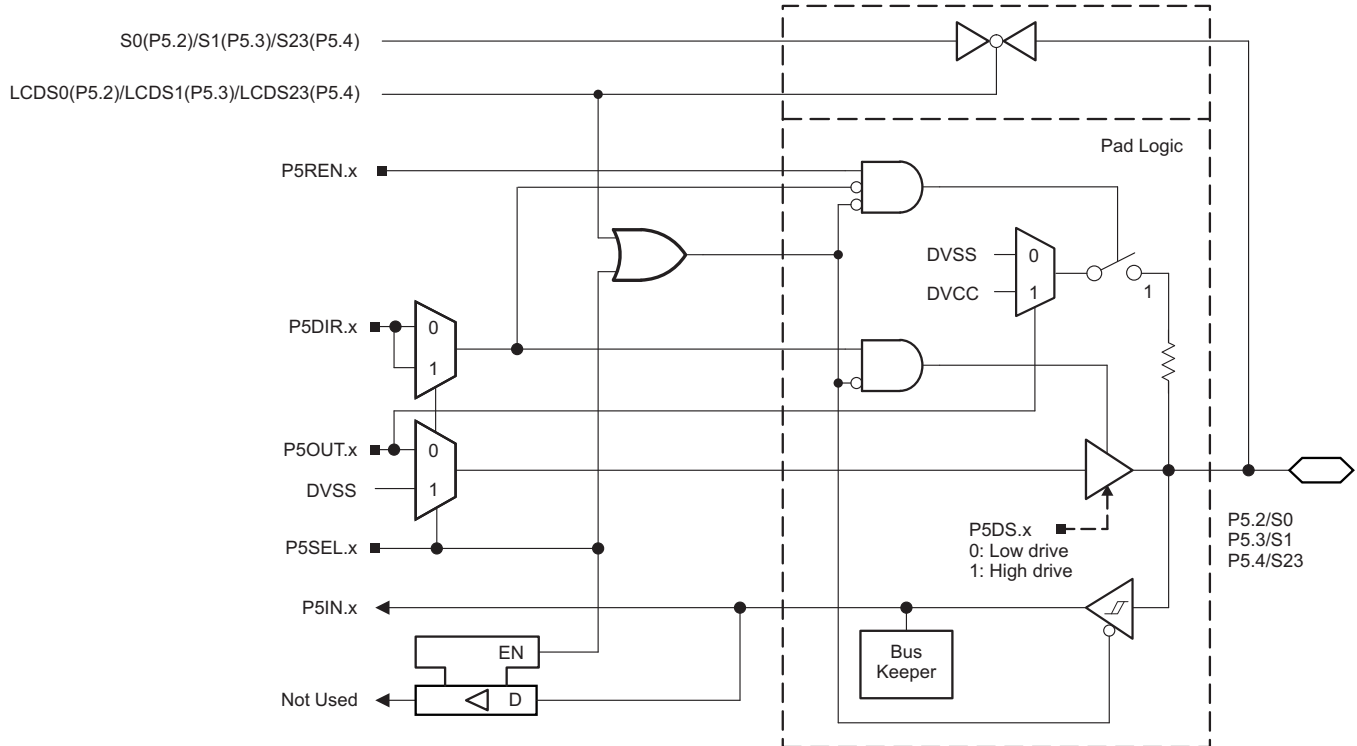 S0(P5.2)/S1(P5.3)/S23(P5.4)
LCDS0(P5.2)/LCDS1(P5.3)/LCDS23(P5.4)
Pad Logic
P5REN.x
DVSS
0
DVCC
1
1
P5DIR.x
0
1
P5OUT.x
0
DVSS
1
P5DS.x
0: Low drive
1: High drive
P5.2/S0
P5.3/S1
P5.4/S23
P5SEL.x
P5IN.x
Bus
Keeper
EN
Not Used
D